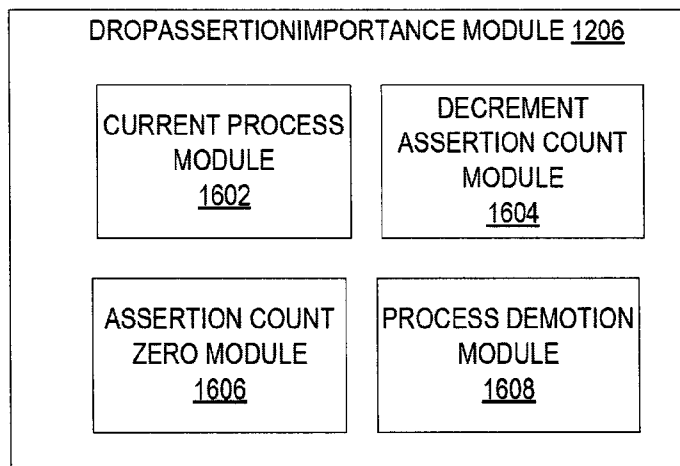 DROPASSERTIONIMPORTANCE MODULE 1206
CURRENT PROCESS
MODULE
1602
DECREMENT
ASSERTION COUNT
MODULE
1604
ASSERTION COUNT
ZERO MODULE
1606
PROCESS DEMOTION
MODULE
1608